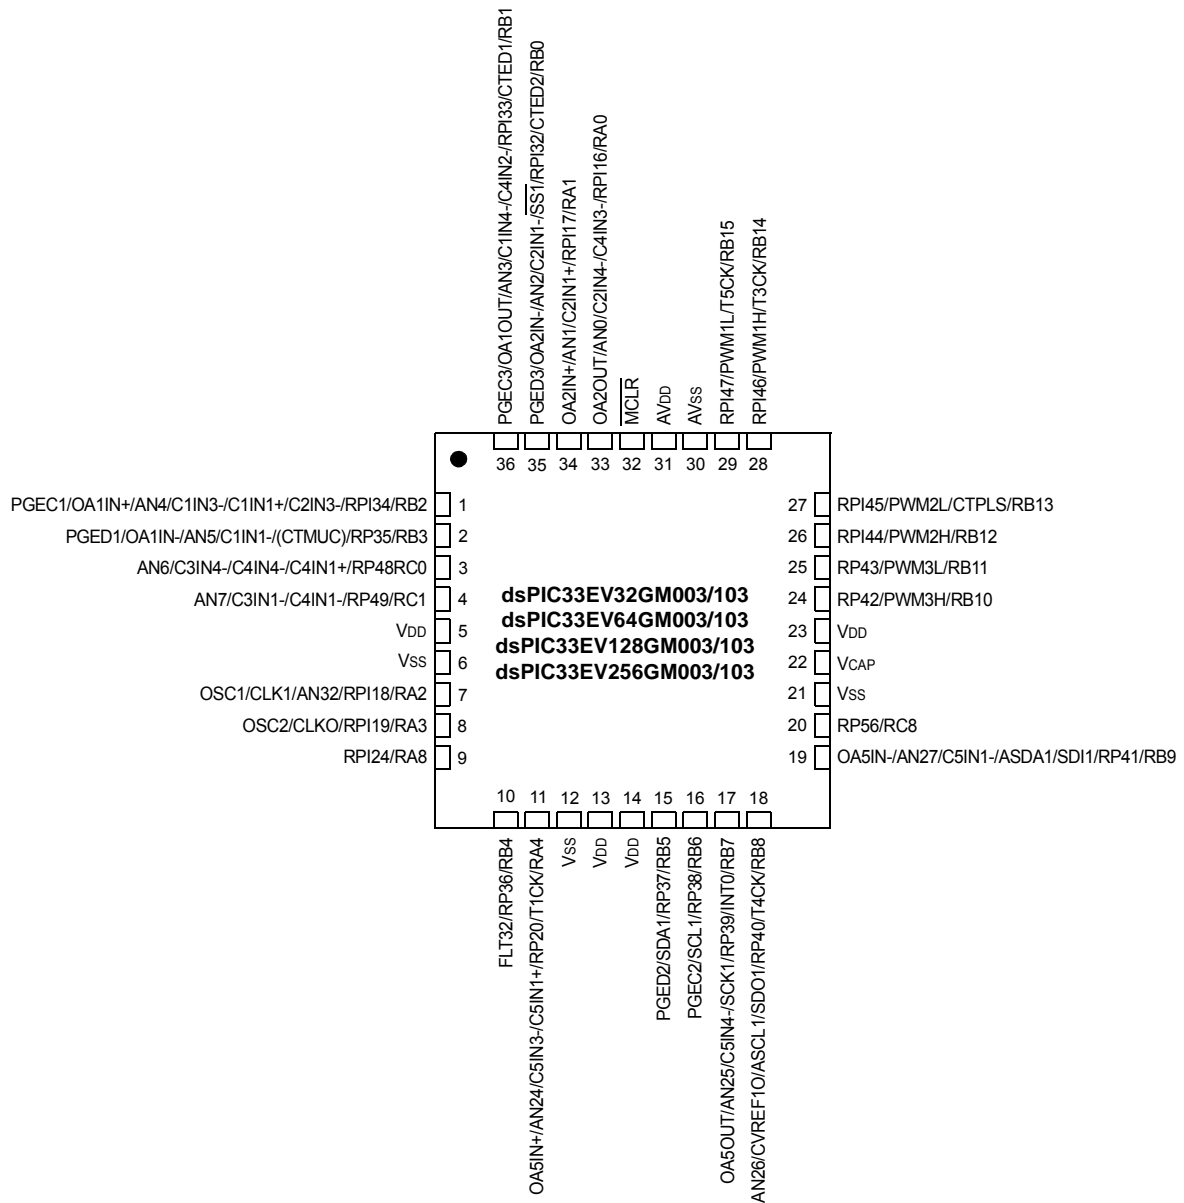 PGEC3/OA1OUT/AN3/C1IN4-/C4IN2-/RPI33/CTED1/RB1
PGED3/OA2IN-/AN2/C2IN1-/SS1/RPI32/CTED2/RB0
OA2IN+/AN1/C2IN1+/RPI17/RA1
OA2OUT/AN0/C2IN4-/C4IN3-/RPI16/RA0
MCLR
AVDD
AVSS
RPI47/PWM1L/T5CK/RB15
RPI46/PWM1H/T3CK/RB14
36 35 34 33 32 31 30 29 28
PGEC1/OA1IN+/AN4/C1IN3-/C1IN1+/C2IN3-/RPI34/RB2 1
PGED1/OA1IN-/AN5/C1IN1-/(CTMUC)/RP35/RB3 2
AN6/C3IN4-/C4IN4-/C4IN1+/RP48RC0 3
AN7/C3IN1-/C4IN1-/RP49/RC1 4
VDD 5
VSS 6
OSC1/CLK1/AN32/RPI18/RA2 7
OSC2/CLKO/RPI19/RA3 8
RPI24/RA8 9
dsPIC33EV32GM003/103
dsPIC33EV64GM003/103
dsPIC33EV128GM003/103
dsPIC33EV256GM003/103
27 RPI45/PWM2L/CTPLS/RB13
26 RPI44/PWM2H/RB12
25 RP43/PWM3L/RB11
24 RP42/PWM3H/RB10
23 VDD
22 VCAP
21 VSS
20 RP56/RC8
19 OA5IN-/AN27/C5IN1-/ASDA1/SDI1/RP41/RB9
10 11 12 13 14 15 16 17 18
FLT32/RP36/RB4
OA5IN+/AN24/C5IN3-/C5IN1+/RP20/T1CK/RA4
VSS
VDD
VDD
PGED2/SDA1/RP37/RB5
PGEC2/SCL1/RP38/RB6
OA5OUT/AN25/C5IN4-/SCK1/RP39/INT0/RB7
AN26/CVREF1O/ASCL1/SDO1/RP40/T4CK/RB8